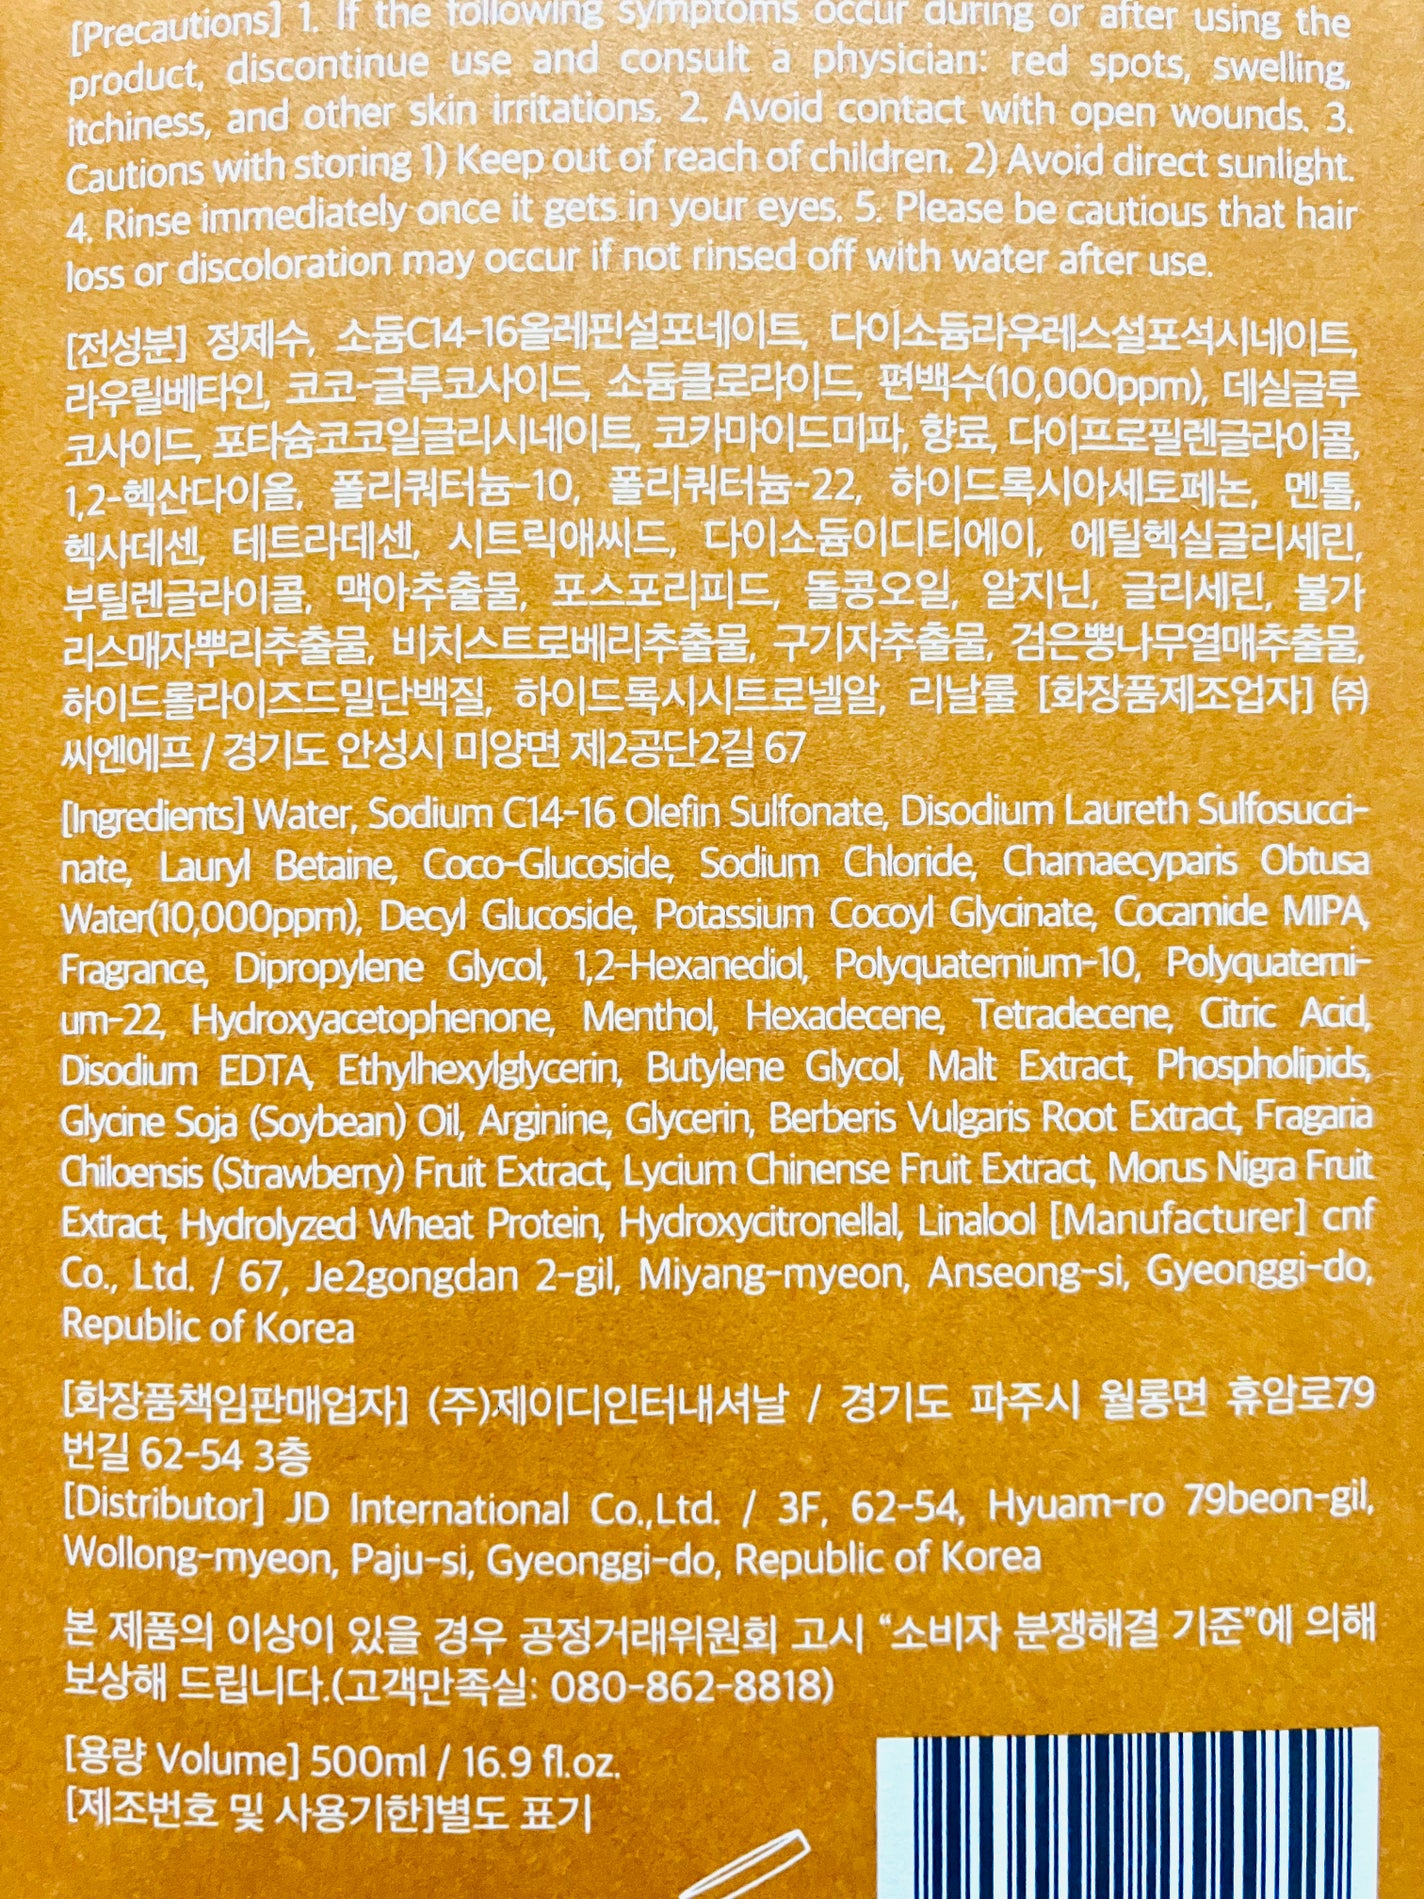 [Precautions] 1. If the following symptoms occur during or after using the
product, discontinue use and consult a physician: red spots, swelling,
itchiness, and other skin irritations. 2. Avoid contact with open wounds. 3.
Cautions with storing 1) Keep out of reach of children. 2) Avoid direct sunlight.
4. Rinse immediately once it gets in your eyes. 5. Please be cautious that hair
loss or discoloration may occur if not rinsed off with water after use.
[전성분] 정제수, 소듐C14-16올레핀설포네이트, 다이소듐라우레스설포석시네이트,
라우릴베타인, 코코-글루코사이드, 소듐클로라이드, 편백수(10,000ppm), 데실글루
코사이드, 포타슘코코일글리시네이트, 코카마이드미파, 향료, 다이프로필렌글라이콜,
1,2-헥산다이올, 폴리쿼터늄-10, 폴리쿼터늄-22, 하이드록시아세토페논, 멘톨,
헥사데센, 테트라데센, 시트릭애씨드, 다이소듐이디티에이, 에틸헥실글리세린,
부틸렌글라이콜, 맥아추출물, 포스포리피드, 돌콩오일, 알지닌, 글리세린, 불가
리스매자뿌리추출물, 비치스트로베리추출물, 구기자추출물, 검은뽕나무열매추출물,
하이드롤라이즈드밀단백질, 하이드록시시트로넬알, 리날룰 [화장품제조업자] ㈜
씨엔에프 / 경기도 안성시 미양면 제2공단2길 67
[Ingredients] Water, Sodium C14-16 Olefin Sulfonate, Disodium Laureth Sulfosucci-
nate, Lauryl Betaine, Coco-Glucoside, Sodium Chloride, Chamaecyparis Obtusa
Water(10,000ppm), Decyl Glucoside, Potassium Cocoyl Glycinate, Cocamide MIPA,
Fragrance, Dipropylene Glycol, 1,2-Hexanediol, Polyquaternium-10, Polyquaterni-
um-22, Hydroxyacetophenone, Menthol, Hexadecene, Tetradecene, Citric Acid,
Disodium EDTA, Ethylhexylglycerin, Butylene Glycol, Malt Extract, Phospholipids,
Glycine Soja (Soybean) Oil, Arginine, Glycerin, Berberis Vulgaris Root Extract, Fragaria
Chiloensis (Strawberry) Fruit Extract, Lycium Chinense Fruit Extract, Morus Nigra Fruit
Extract, Hydrolyzed Wheat Protein, Hydroxycitronellal, Linalool [Manufacturer] cnf
Co., Ltd. / 67, Je2gongdan 2-gil, Miyang-myeon, Anseong-si, Gyeonggi-do,
Republic of Korea
[화장품책임판매업자] (주)제이디인터내셔날 / 경기도 파주시 월롱면 휴암로79
번길 62-54 3층
[Distributor] JD International Co.,Ltd. / 3F, 62-54, Hyuam-ro 79beon-gil,
Wollong-myeon, Paju-si, Gyeonggi-do, Republic of Korea
본 제품의 이상이 있을 경우 공정거래위원회 고시 “소비자 분쟁해결 기준”에 의해
보상해 드립니다.(고객만족실: 080-862-8818)
[용량 Volume] 500ml / 16.9 fl.oz.
[제조번호 및 사용기한]별도 표기